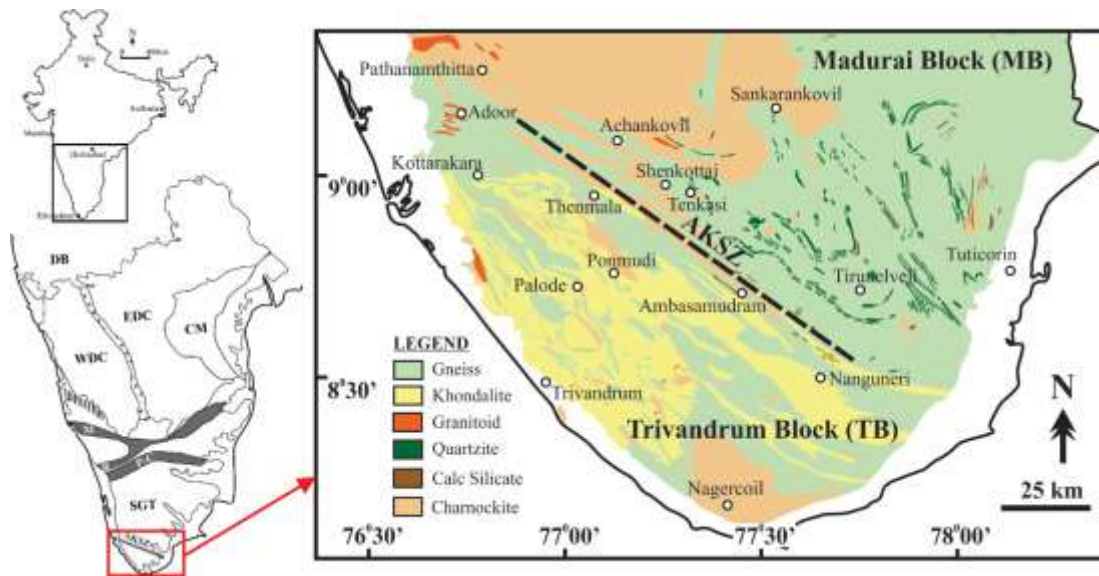 N
DB
EDC
CM
WDC
SGT
Madurai Block (MB)
Pathanamthitta
Sankarankovil
Adoor
Achankovil
Kottarakara
Shenkottai
9°00'
Thenmala
Tenkasi
AKSZ
Tuticorin
Ponmudi
Tirunelveli
Palode
Ambasamudram
LEGEND
Gneiss
8°30'
Khondalite
Trivandrum
Nanguneri
N
Granitoid
Trivandrum Block (TB)
Quartzite
Calc Silicate
Nagercoil
25 km
Charnockite
76°30'
77°00'
77°30'
78°00'